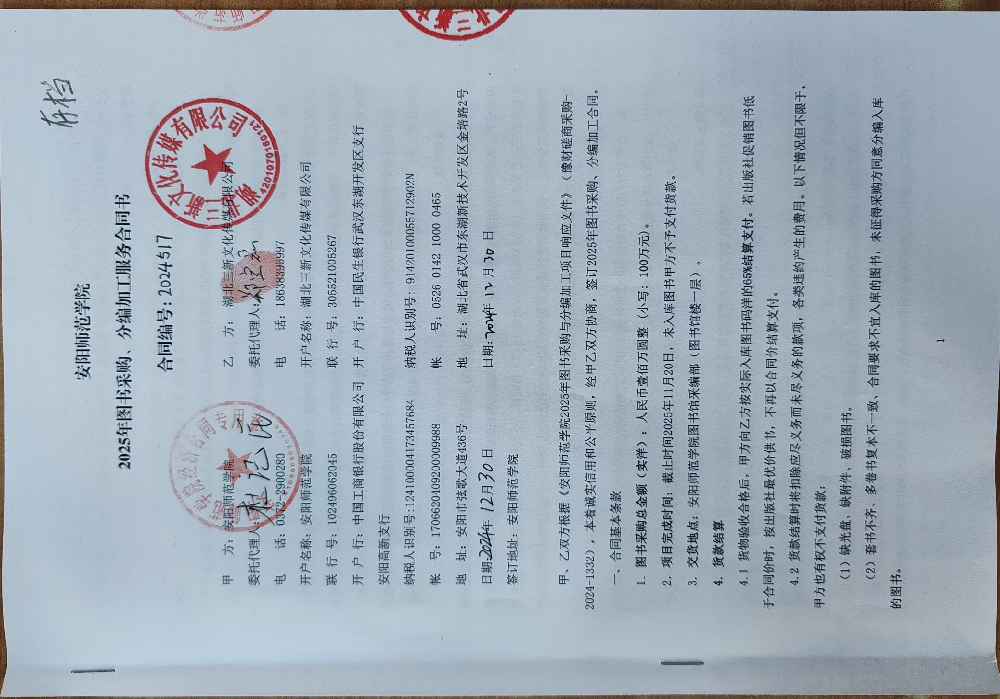 存档
安阳师范学院
2025年图书采购、分编加工服务合同书
合同编号：2024517
甲　　方：安阳师范学院　乙　　方：湖北三新文化传媒有限公司
委托代理人：　委托代理人：
电　　话：0372-2900280　电　　话：18638396997
开户名称：安阳师范学院　开户名称：湖北三新文化传媒有限公司
联 行 号：102496062045　联 行 号：305521005267
开 户 行：中国工商银行股份有限公司　开 户 行：中国民生银行武汉东湖开发区支行
安阳高新支行
纳税人识别号:124100004173457684　纳税人识别号：91420100055712902N
帐　　号：1706620409200009988　帐　　号：0526 0142 1000 0465
地　　址：安阳市弦歌大道436号　地　　址：湖北省武汉市东湖新技术开发区金培路2号
日期:2024年 12月30日　日期:2024年 12月30日
签订地址：安阳师范学院
甲、乙双方根据《安阳师范学院2025年图书采购与分编加工项目响应文件》（豫财磋商采购-
2024-1332），本着诚实信用和公平原则，经甲乙双方协商，签订2025年图书采购、分编加工合同。
一、合同基本条款
1. 图书采购总金额（实洋）：人民币壹佰万圆整（小写：100万元）。
2. 项目完成时间：截止时间2025年11月20日，未入库图书甲方不予支付货款。
3. 交货地点：安阳师范学院图书馆采编部（图书馆楼一层）。
4. 货款结算
4.1 货物验收合格后，甲方向乙方按实际入库图书码洋的65%结算支付。若出版社促销图书低
于合同价时，按出版社最优价供书，不再以合同价结算支付。
4.2 货款结算时将扣除应尽义务而未尽义务的款项，各类违约产生的费用。以下情况但不限于，
甲方也有权不支付货款：
（1）缺光盘、缺附件、破损图书。
（2）套书不齐、多卷书复本不一致、合同要求不宜入库的图书，未征得采购方同意分编入库
的图书。
1
湖北三新文化传媒有限公司
4201070160121
学院经济合同专用